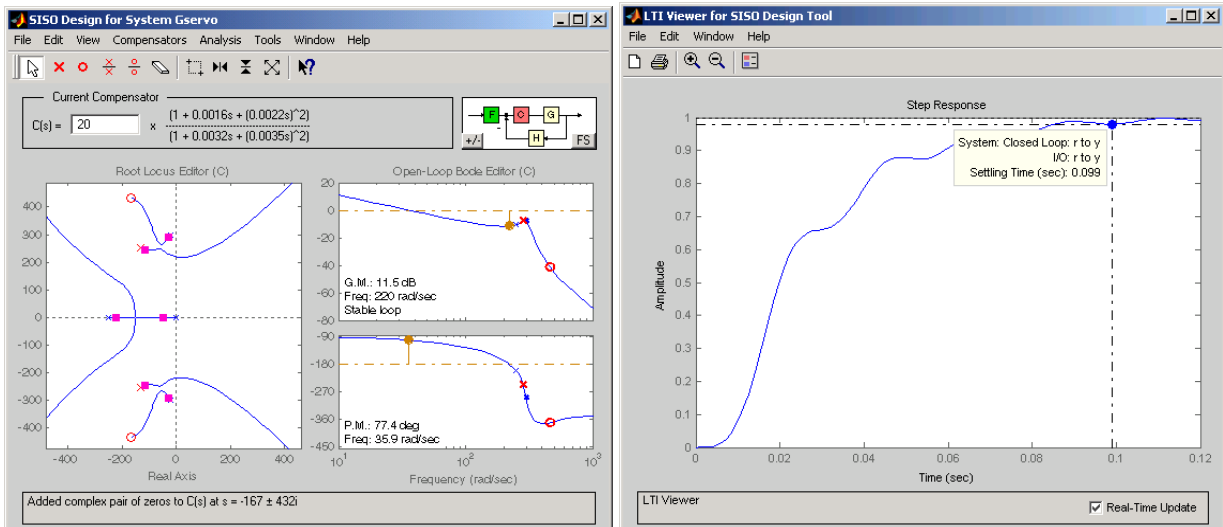 SISO Design for System Gservo
File Edit View Compensators Analysis Tools Window Help
Current Compensator
C(s) = 20 x (1 + 0.0016s + (0.0022s)^2)
(1 + 0.0032s + (0.0035s)^2)
F C G
H
+/- FS
Root Locus Editor (C)
400
300
200
100
0
-100
-200
-300
-400
-400 -200 0 200 400
Real Axis
Open-Loop Bode Editor (C)
20
0
-20
-40
-60
-80
G.M.: 11.5 dB
Freq: 220 rad/sec
Stable loop
-90
-180
-270
-360
-450
P.M.: 77.4 deg
Freq: 35.9 rad/sec
10^1 10^2 10^3
Frequency (rad/sec)
Added complex pair of zeros to C(s) at s = -167 ± 432i
LTI Viewer for SISO Design Tool
File Edit Window Help
Step Response
1
0.9
0.8
0.7
0.6
0.5
0.4
0.3
0.2
0.1
0
Amplitude
System: Closed Loop: r to y
I/O: r to y
Settling Time (sec): 0.099
0 0.02 0.04 0.06 0.08 0.1 0.12
Time (sec)
LTI Viewer
Real-Time Update